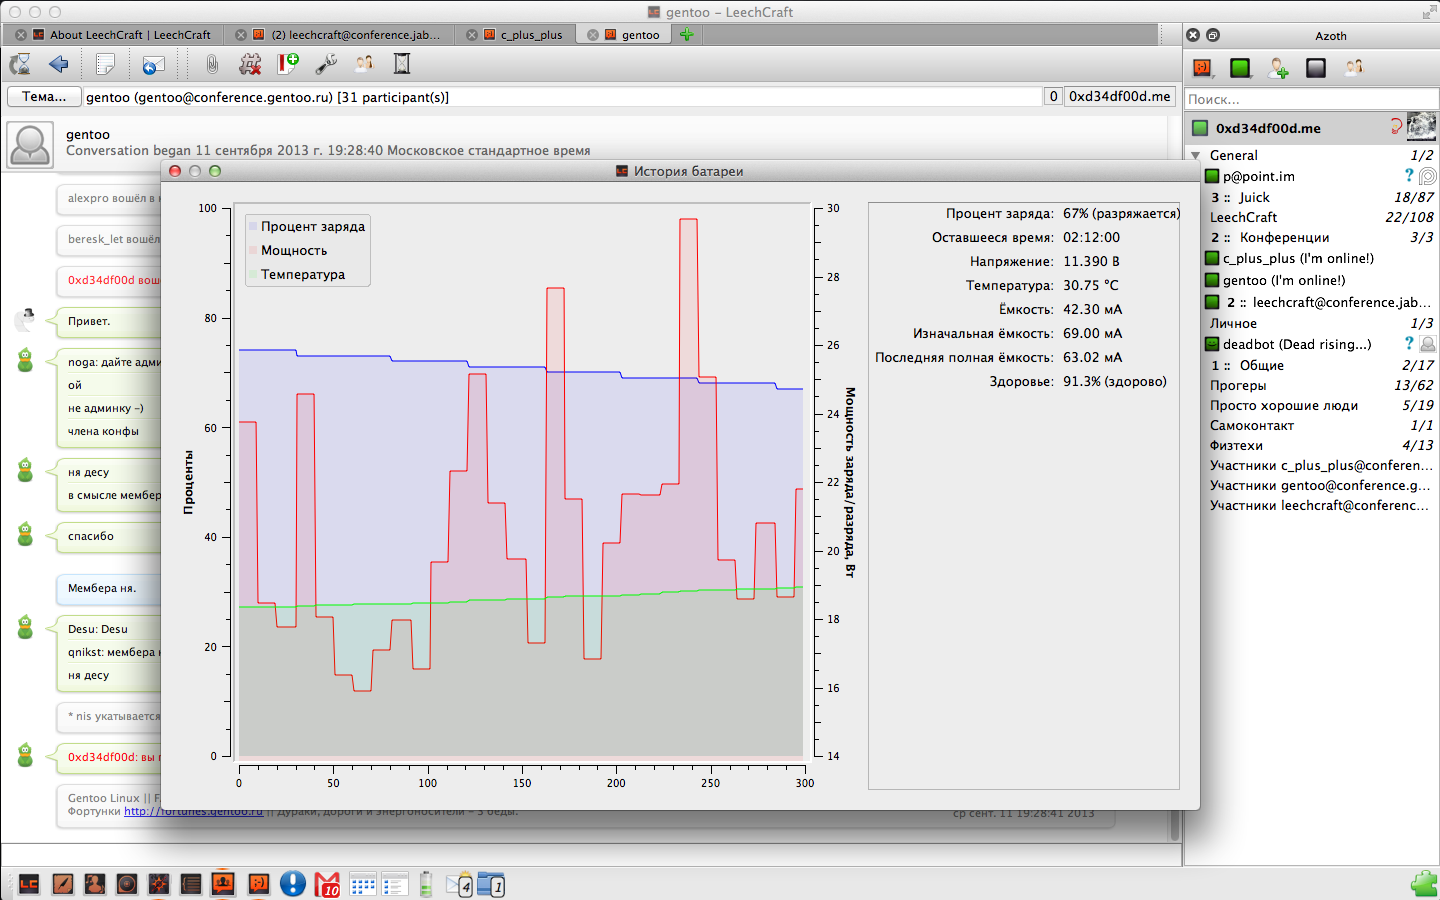 gentoo – LeechCraft
About LeechCraft | LeechCraft
(2) leechcraft@conference.jab...
c_plus_plus
gentoo
Azoth
Тема...
gentoo (gentoo@conference.gentoo.ru) [31 participant(s)]
0
0xd34df00d.me
Поиск...
gentoo
Conversation began 11 сентября 2013 г. 19:28:40 Московское стандартное время
alexpro вошёл в
beresk_let вошёл
0xd34df00d
Привет.
noga: дайте
ой
не админку -)
члена конфы
ня десу
в смысле
спасибо
Мембера ня.
Desu: Desu
qnikst: мембера
ня десу
* nis укатывается
0xd34df00d: вы
Gentoo Linux ||
Фортунки http://fortunes.gentoo.ru || Дураки, дороги и энергоносители – 3 беды.
ср сент. 11 19:28:41 2013
История батареи
Процент заряда
Мощность
Температура
100
80
60
40
20
0
Проценты
0
50
100
150
200
250
300
30
28
26
24
22
20
18
16
14
Мощность заряда/разряда, Вт
Процент заряда: 67% (разряжается)
Оставшееся время: 02:12:00
Напряжение: 11.390 В
Температура: 30.75 °C
Ёмкость: 42.30 мА
Изначальная ёмкость: 69.00 мА
Последняя полная ёмкость: 63.02 мА
Здоровье: 91.3% (здорово)
0xd34df00d.me
General 1/2
p@point.im ?
3 :: Juick 18/87
LeechCraft 22/108
2 :: Конференции 3/3
c_plus_plus (I'm online!)
gentoo (I'm online!)
2 :: leechcraft@conference.jab...
Личное 1/3
deadbot (Dead rising...) ?
1 :: Общие 2/17
Прогеры 13/62
Просто хорошие люди 5/19
Самоконтакт 1/1
Физтехи 4/13
Участники c_plus_plus@conferen...
Участники gentoo@conference.g...
Участники leechcraft@conferenc...
LC
10
4
1